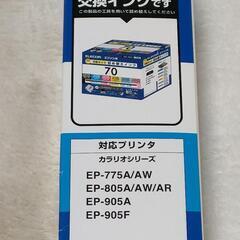 交換インクです
この製品の工具を用いて詰め替えてください
ELECOM
70
対応プリンタ
カラリオシリーズ
EP-775A/AW
EP-805A/AW/AR
EP-905A
EP-905F